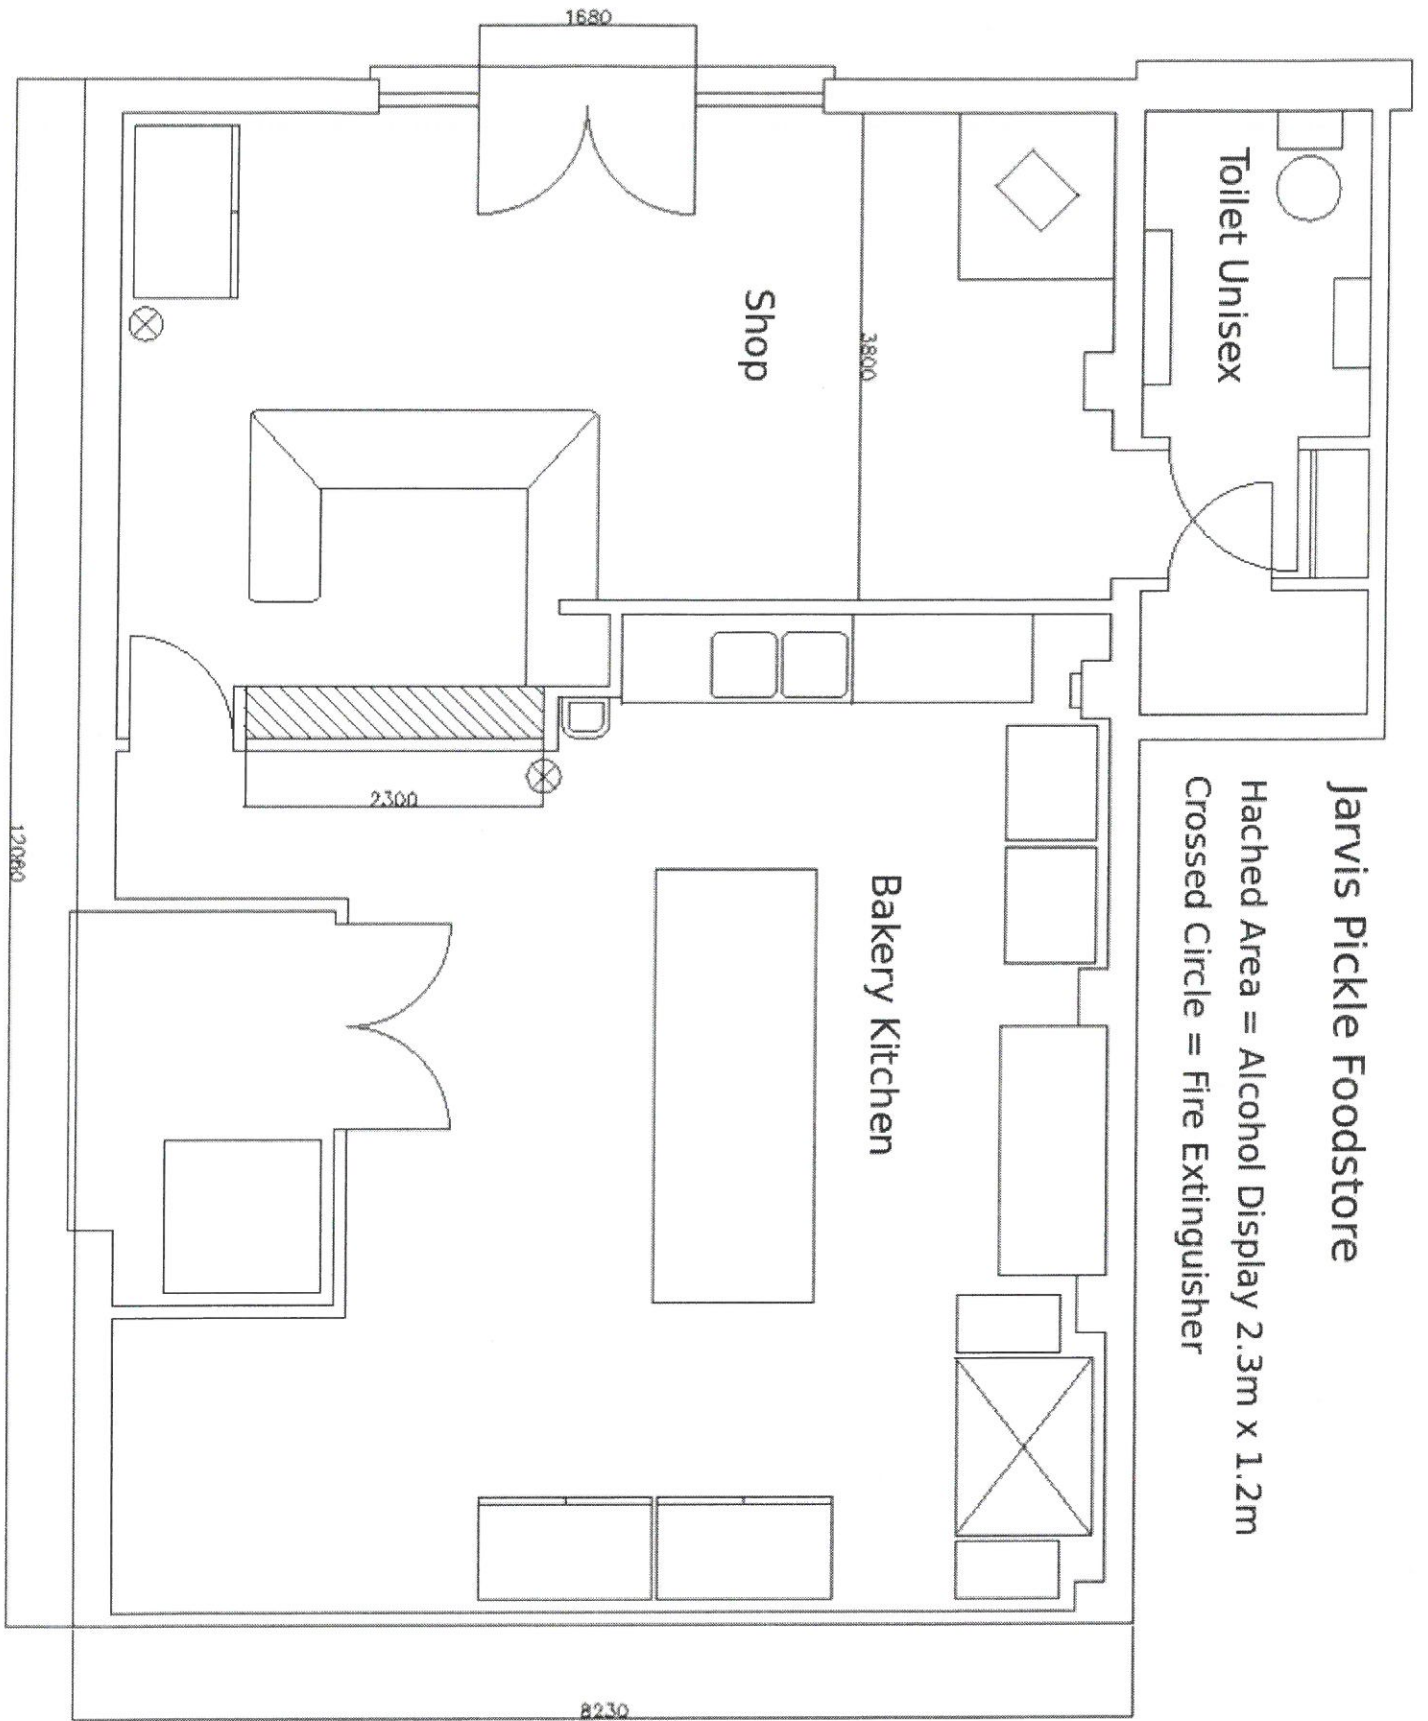 Jarvis Pickle Foodstore
Hached Area = Alcohol Display 2.3m x 1.2m
Crossed Circle = Fire Extinguisher
Toilet Unisex
Shop
Bakery Kitchen
1680
3800
2300
12060
8230